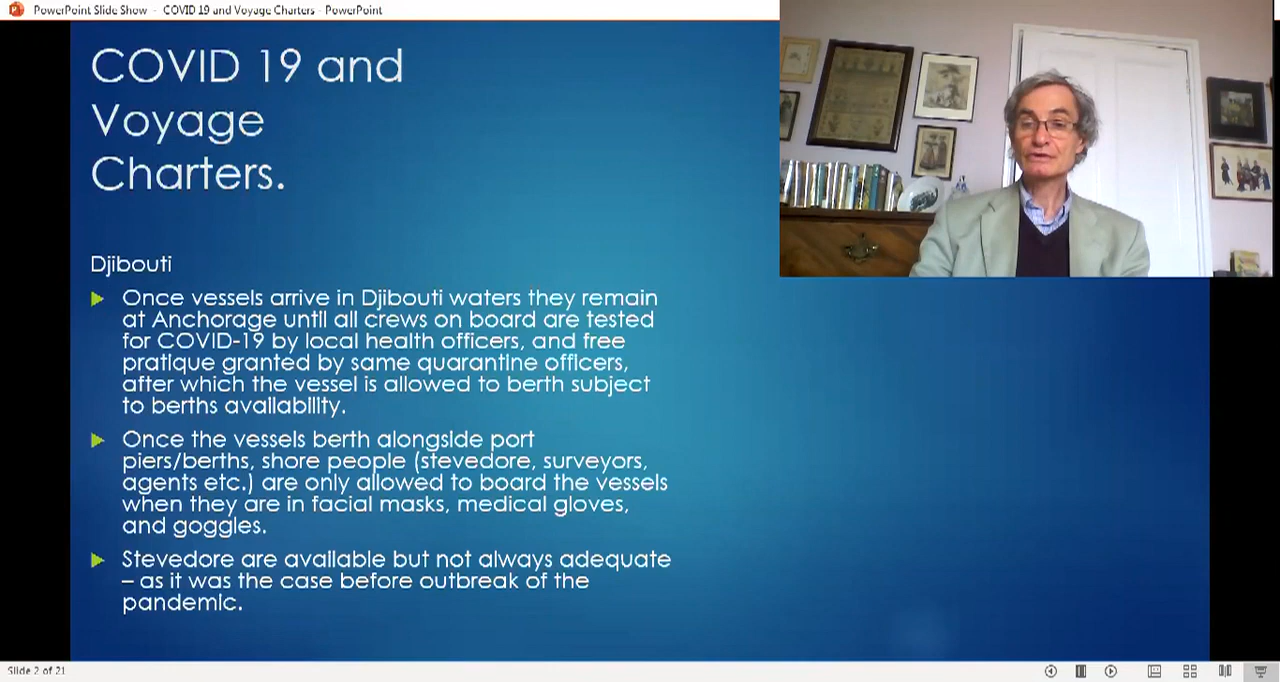 PowerPoint Slide Show - COVID 19 and Voyage Charters - PowerPoint
COVID 19 and
Voyage
Charters.
Djibouti
Once vessels arrive in Djibouti waters they remain
at Anchorage until all crews on board are tested
for COVID-19 by local health officers, and free
pratique granted by same quarantine officers,
after which the vessel is allowed to berth subject
to berths availability.
Once the vessels berth alongside port
piers/berths, shore people (stevedore, surveyors,
agents etc.) are only allowed to board the vessels
when they are in facial masks, medical gloves,
and goggles.
Stevedore are available but not always adequate
– as it was the case before outbreak of the
pandemic.
Slide 2 of 21